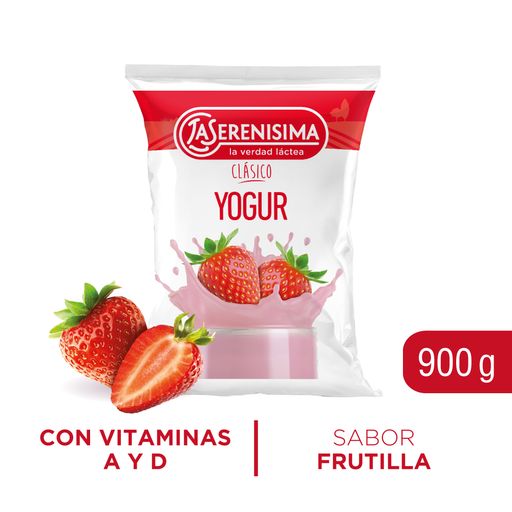 LA SERENISIMA
la verdad láctea
CLÁSICO
YOGUR
900 g
CON VITAMINAS
A Y D
SABOR
FRUTILLA